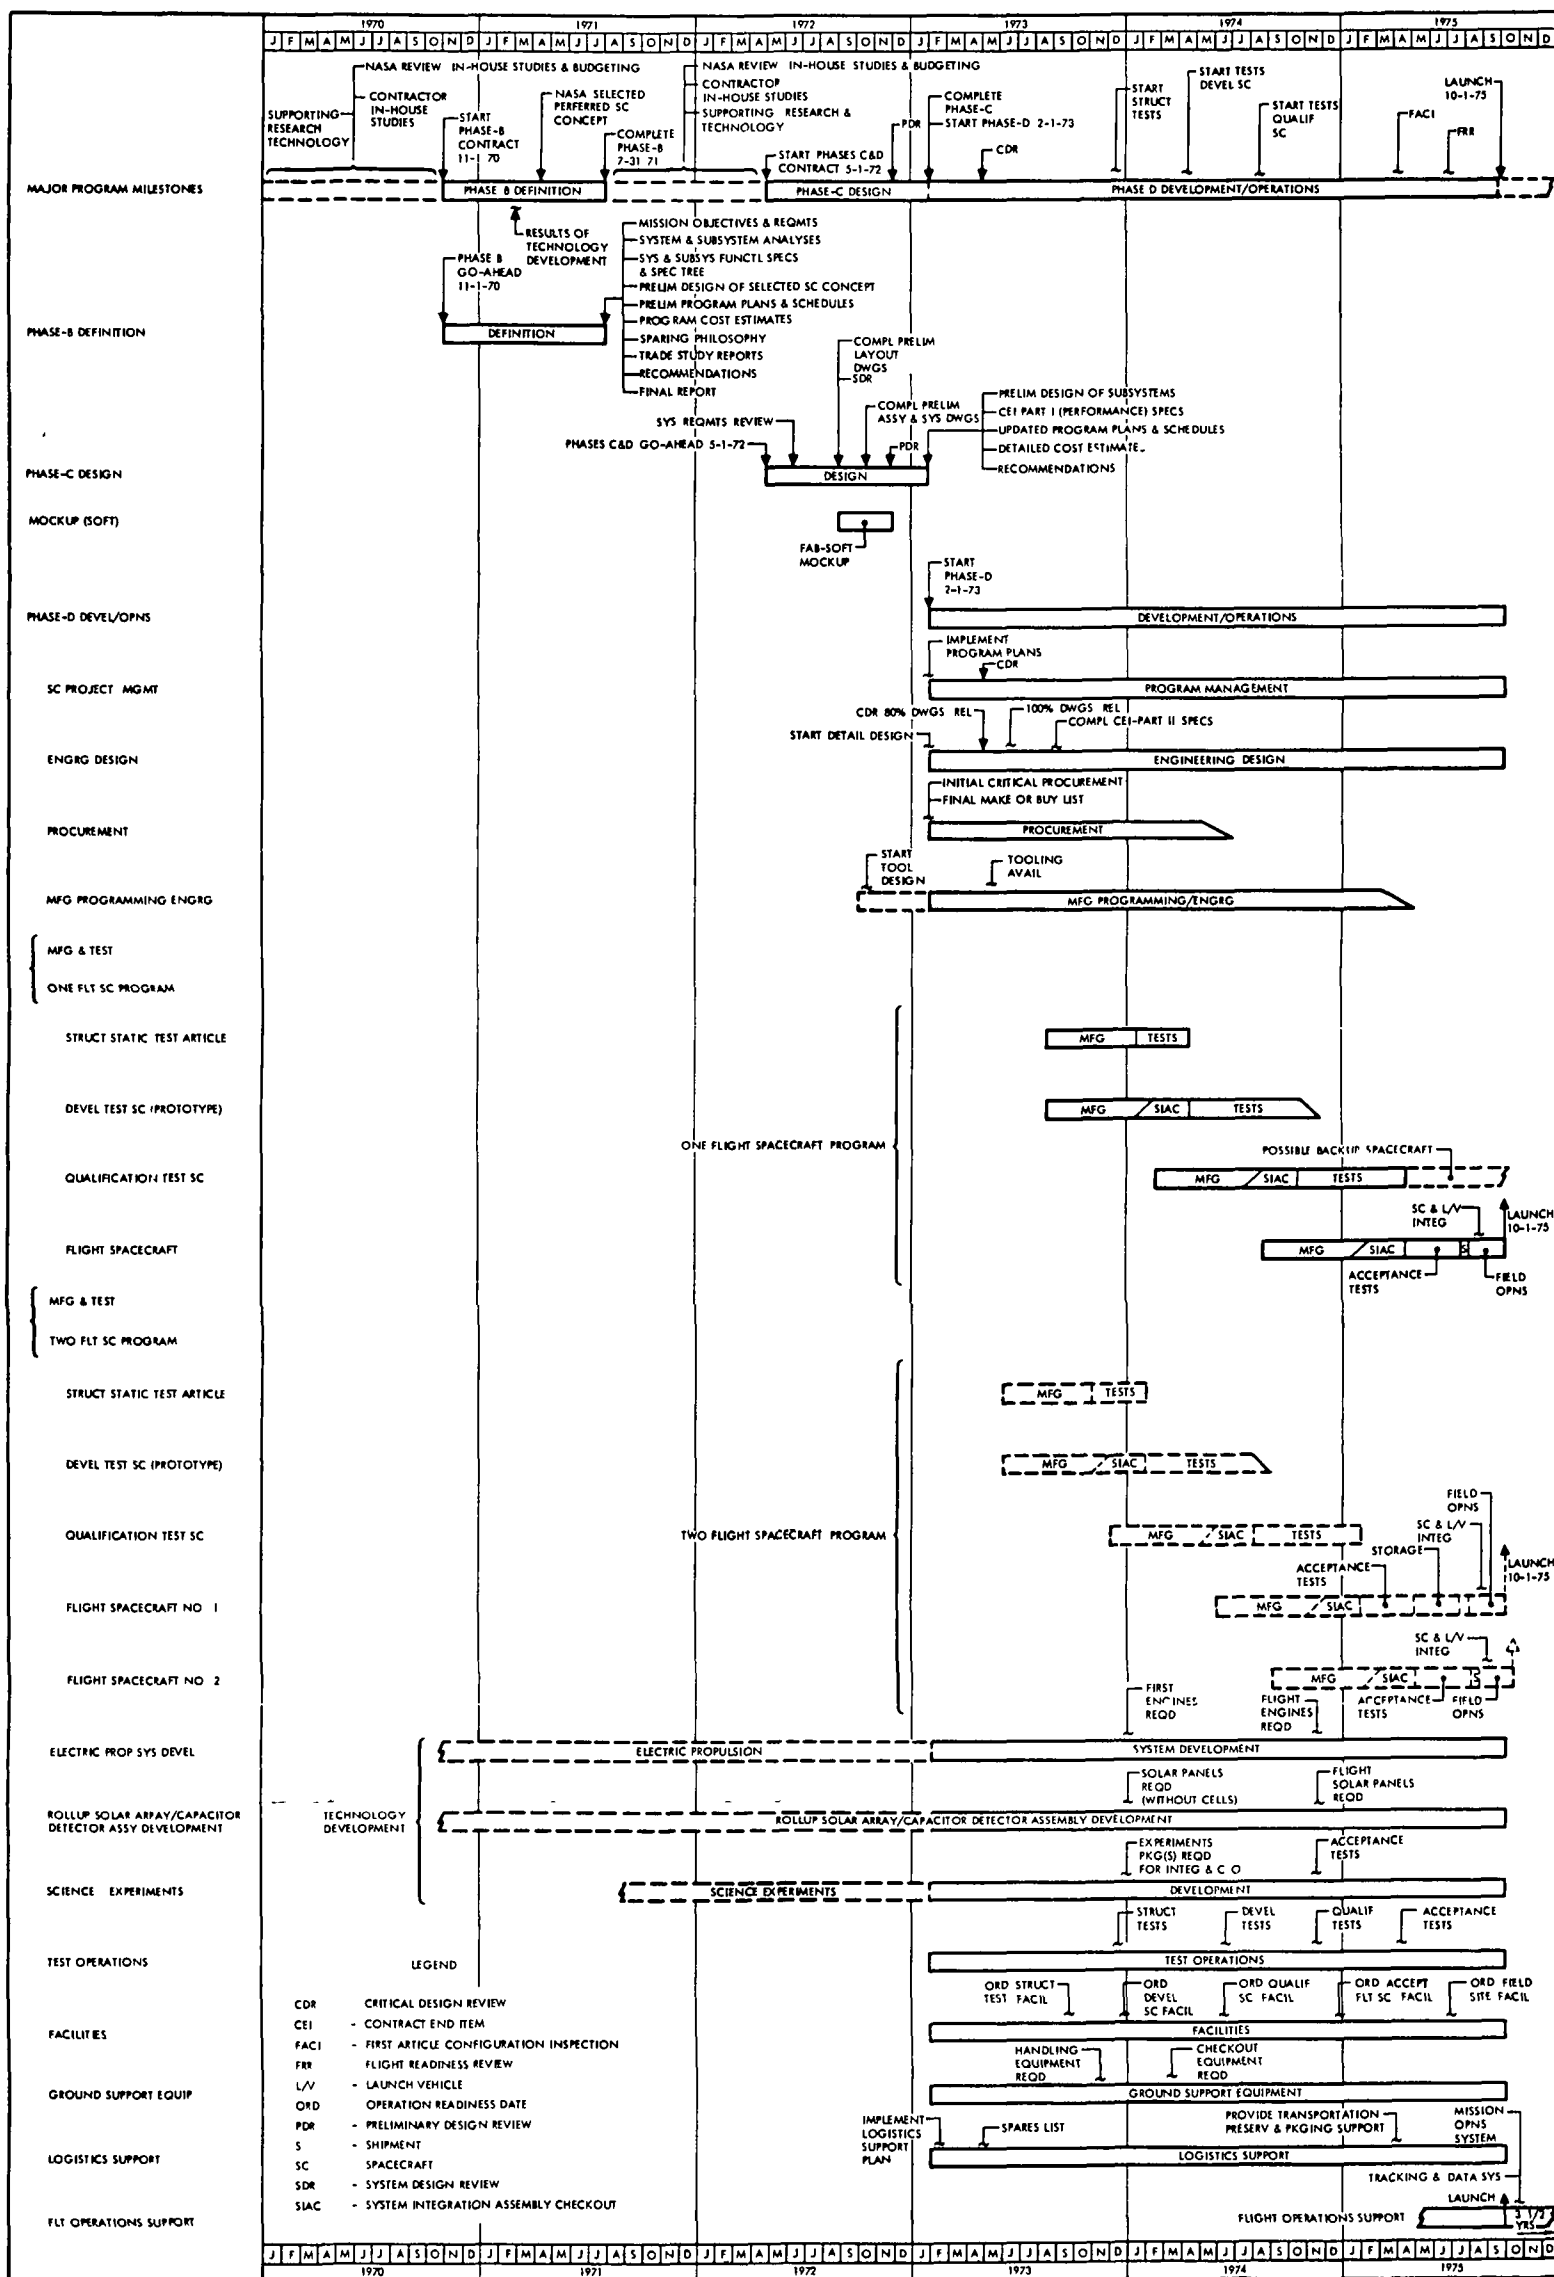 1970 1971 1972 1973 1974 1975
J F M A M J J A S O N D J F M A M J J A S O N D J F M A M J J A S O N D J F M A M J J A S O N D J F M A M J J A S O N D J F M A M J J A S O N D
NASA REVIEW IN-HOUSE STUDIES & BUDGETING
CONTRACTOR
IN-HOUSE
STUDIES
SUPPORTING
RESEARCH
TECHNOLOGY
START
PHASE-B
CONTRACT
11-1 70
NASA SELECTED
PERFERRED SC
CONCEPT
COMPLETE
PHASE-B
7-31 71
NASA REVIEW IN-HOUSE STUDIES & BUDGETING
CONTRACTOR
IN-HOUSE STUDIES
SUPPORTING RESEARCH &
TECHNOLOGY
START PHASES C&D
CONTRACT 5-1-72
PDR
COMPLETE
PHASE-C
START PHASE-D 2-1-73
CDR
START
STRUCT
TESTS
START TESTS
DEVEL SC
START TESTS
QUALIF
SC
FACI
FRR
LAUNCH
10-1-75
MAJOR PROGRAM MILESTONES
PHASE B DEFINITION
PHASE-C DESIGN
PHASE D DEVELOPMENT/OPERATIONS
RESULTS OF
TECHNOLOGY
DEVELOPMENT
PHASE B
GO-AHEAD
11-1-70
MISSION OBJECTIVES & REQMTS
SYSTEM & SUBSYSTEM ANALYSES
SYS & SUBSYS FUNCTL SPECS
& SPEC TREE
PRELIM DESIGN OF SELECTED SC CONCEPT
PRELIM PROGRAM PLANS & SCHEDULES
PROGRAM COST ESTIMATES
SPARING PHILOSOPHY
TRADE STUDY REPORTS
RECOMMENDATIONS
FINAL REPORT
PHASE-B DEFINITION
DEFINITION
COMPL PRELIM
LAYOUT
DWGS
SDR
COMPL PRELIM
ASSY & SYS DWGS
SYS REQMTS REVIEW
PHASES C&D GO-AHEAD 5-1-72
PDR
PRELIM DESIGN OF SUBSYSTEMS
CEI PART I (PERFORMANCE) SPECS
UPDATED PROGRAM PLANS & SCHEDULES
DETAILED COST ESTIMATE
RECOMMENDATIONS
PHASE-C DESIGN
DESIGN
MOCKUP (SOFT)
FAB-SOFT
MOCKUP
START
PHASE-D
2-1-73
PHASE-D DEVEL/OPNS
DEVELOPMENT/OPERATIONS
IMPLEMENT
PROGRAM PLANS
CDR
SC PROJECT MGMT
PROGRAM MANAGEMENT
CDR 80% DWGS REL
100% DWGS REL
COMPL CEI-PART II SPECS
START DETAIL DESIGN
ENGRG DESIGN
ENGINEERING DESIGN
INITIAL CRITICAL PROCUREMENT
FINAL MAKE OR BUY LIST
PROCUREMENT
PROCUREMENT
START
TOOL
DESIGN
TOOLING
AVAIL
MFG PROGRAMMING ENGRG
MFG PROGRAMMING/ENGRG
MFG & TEST
ONE FLT SC PROGRAM
STRUCT STATIC TEST ARTICLE
MFG TESTS
DEVEL TEST SC (PROTOTYPE)
MFG SIAC TESTS
ONE FLIGHT SPACECRAFT PROGRAM
POSSIBLE BACKUP SPACECRAFT
QUALIFICATION TEST SC
MFG SIAC TESTS
SC & L/V
INTEG
LAUNCH
10-1-75
FLIGHT SPACECRAFT
MFG SIAC S
ACCEPTANCE
TESTS
FIELD
OPNS
MFG & TEST
TWO FLT SC PROGRAM
STRUCT STATIC TEST ARTICLE
MFG TESTS
DEVEL TEST SC (PROTOTYPE)
MFG SIAC TESTS
QUALIFICATION TEST SC
TWO FLIGHT SPACECRAFT PROGRAM
MFG SIAC TESTS
FIELD
OPNS
SC & L/V
INTEG
STORAGE
ACCEPTANCE
TESTS
LAUNCH
10-1-75
FLIGHT SPACECRAFT NO 1
MFG SIAC
SC & L/V
INTEG
FLIGHT SPACECRAFT NO 2
MFG SIAC S
ACCEPTANCE
TESTS
FIELD
OPNS
FIRST
ENGINES
REQD
FLIGHT
ENGINES
REQD
ELECTRIC PROP SYS DEVEL
ELECTRIC PROPULSION
SYSTEM DEVELOPMENT
SOLAR PANELS
REQD
(WITHOUT CELLS)
FLIGHT
SOLAR PANELS
REQD
ROLLUP SOLAR ARRAY/CAPACITOR
DETECTOR ASSY DEVELOPMENT
TECHNOLOGY
DEVELOPMENT
ROLLUP SOLAR ARRAY/CAPACITOR DETECTOR ASSEMBLY DEVELOPMENT
EXPERIMENTS
PKG(S) REQD
FOR INTEG & C O
ACCEPTANCE
TESTS
SCIENCE EXPERIMENTS
SCIENCE EXPERIMENTS
DEVELOPMENT
STRUCT
TESTS
DEVEL
TESTS
QUALIF
TESTS
ACCEPTANCE
TESTS
TEST OPERATIONS
TEST OPERATIONS
ORD STRUCT
TEST FACIL
ORD
DEVEL
SC FACIL
ORD QUALIF
SC FACIL
ORD ACCEPT
FLT SC FACIL
ORD FIELD
SITE FACIL
FACILITIES
FACILITIES
HANDLING
EQUIPMENT
REQD
CHECKOUT
EQUIPMENT
REQD
GROUND SUPPORT EQUIP
GROUND SUPPORT EQUIPMENT
IMPLEMENT
LOGISTICS
SUPPORT
PLAN
SPARES LIST
PROVIDE TRANSPORTATION
PRESERV & PKGING SUPPORT
MISSION
OPNS
SYSTEM
LOGISTICS SUPPORT
LOGISTICS SUPPORT
TRACKING & DATA SYS
LAUNCH
FLT OPERATIONS SUPPORT
FLIGHT OPERATIONS SUPPORT
YRS
LEGEND
CDR CRITICAL DESIGN REVIEW
CEI - CONTRACT END ITEM
FACI - FIRST ARTICLE CONFIGURATION INSPECTION
FRR FLIGHT READINESS REVIEW
L/V - LAUNCH VEHICLE
ORD OPERATION READINESS DATE
PDR - PRELIMINARY DESIGN REVIEW
S - SHIPMENT
SC SPACECRAFT
SDR - SYSTEM DESIGN REVIEW
SIAC - SYSTEM INTEGRATION ASSEMBLY CHECKOUT
J F M A M J J A S O N D J F M A M J J A S O N D J F M A M J J A S O N D J F M A M J J A S O N D J F M A M J J A S O N D J F M A M J J A S O N D
1970 1971 1972 1973 1974 1975